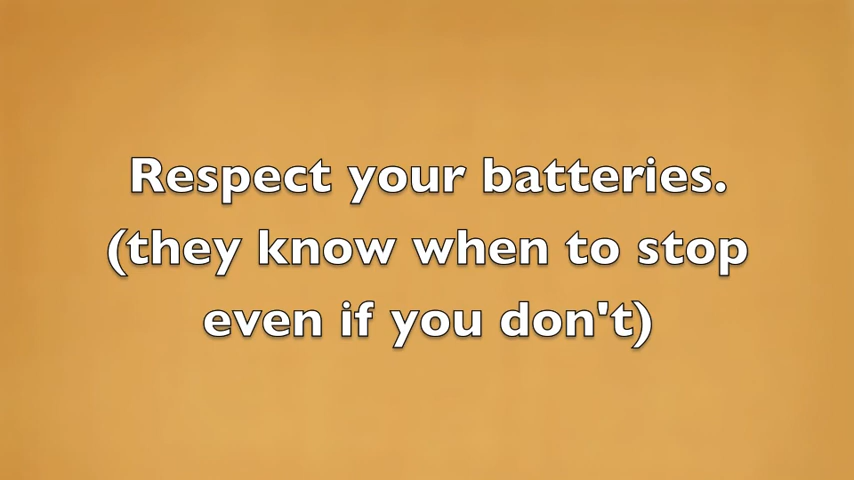 Respect your batteries.
(they know when to stop
even if you don't)